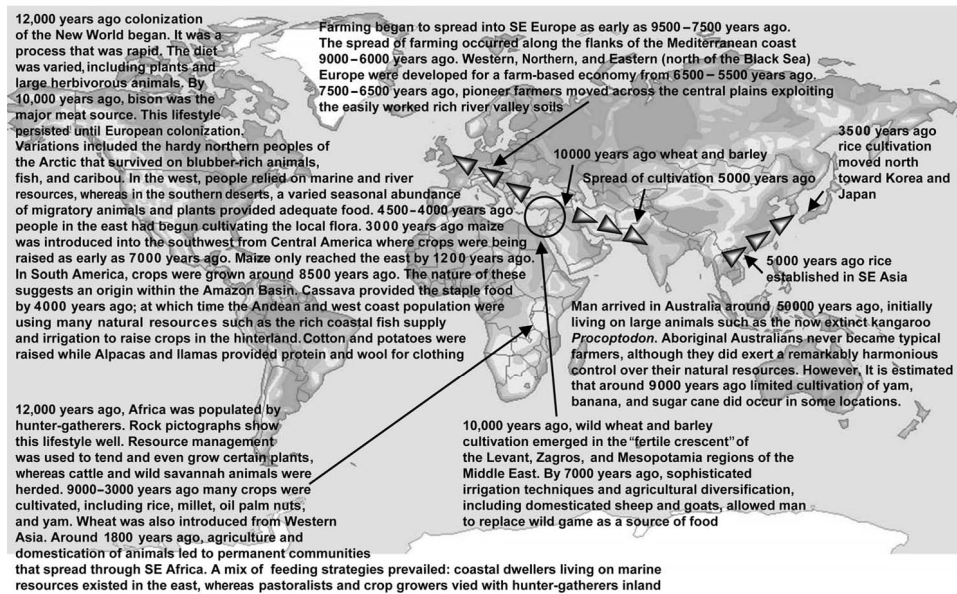 12,000 years ago colonization
of the New World began. It was a
process that was rapid. The diet
was varied, including plants and
large herbivorous animals. By
10,000 years ago, bison was the
major meat source. This lifestyle
persisted until European colonization.
Variations included the hardy northern peoples of
the Arctic that survived on blubber-rich animals,
fish, and caribou. In the west, people relied on marine and river
resources, whereas in the southern deserts, a varied seasonal abundance
of migratory animals and plants provided adequate food. 4500–4000 years ago
people in the east had begun cultivating the local flora. 3000 years ago maize
was introduced into the southwest from Central America where crops were being
raised as early as 7000 years ago. Maize only reached the east by 1200 years ago.
In South America, crops were grown around 8500 years ago. The nature of these
suggests an origin within the Amazon Basin. Cassava provided the staple food
by 4000 years ago; at which time the Andean and west coast population were
using many natural resources such as the rich coastal fish supply
and irrigation to raise crops in the hinterland. Cotton and potatoes were
raised while Alpacas and llamas provided protein and wool for clothing
Farming began to spread into SE Europe as early as 9500–7500 years ago.
The spread of farming occurred along the flanks of the Mediterranean coast
9000–6000 years ago. Western, Northern, and Eastern (north of the Black Sea)
Europe were developed for a farm-based economy from 6500–5500 years ago.
7500–6500 years ago, pioneer farmers moved across the central plains exploiting
the easily worked rich river valley soils
10000 years ago wheat and barley
Spread of cultivation 5000 years ago
3500 years ago
rice cultivation
moved north
toward Korea and
Japan
5000 years ago rice
established in SE Asia
Man arrived in Australia around 50000 years ago, initially
living on large animals such as the now extinct kangaroo
Procoptodon. Aboriginal Australians never became typical
farmers, although they did exert a remarkably harmonious
control over their natural resources. However, It is estimated
that around 9000 years ago limited cultivation of yam,
banana, and sugar cane did occur in some locations.
12,000 years ago, Africa was populated by
hunter-gatherers. Rock pictographs show
this lifestyle well. Resource management
was used to tend and even grow certain plants,
whereas cattle and wild savannah animals were
herded. 9000–3000 years ago many crops were
cultivated, including rice, millet, oil palm nuts,
and yam. Wheat was also introduced from Western
Asia. Around 1800 years ago, agriculture and
domestication of animals led to permanent communities
that spread through SE Africa. A mix of feeding strategies prevailed: coastal dwellers living on marine
resources existed in the east, whereas pastoralists and crop growers vied with hunter-gatherers inland
10,000 years ago, wild wheat and barley
cultivation emerged in the “fertile crescent” of
the Levant, Zagros, and Mesopotamia regions of the
Middle East. By 7000 years ago, sophisticated
irrigation techniques and agricultural diversification,
including domesticated sheep and goats, allowed man
to replace wild game as a source of food